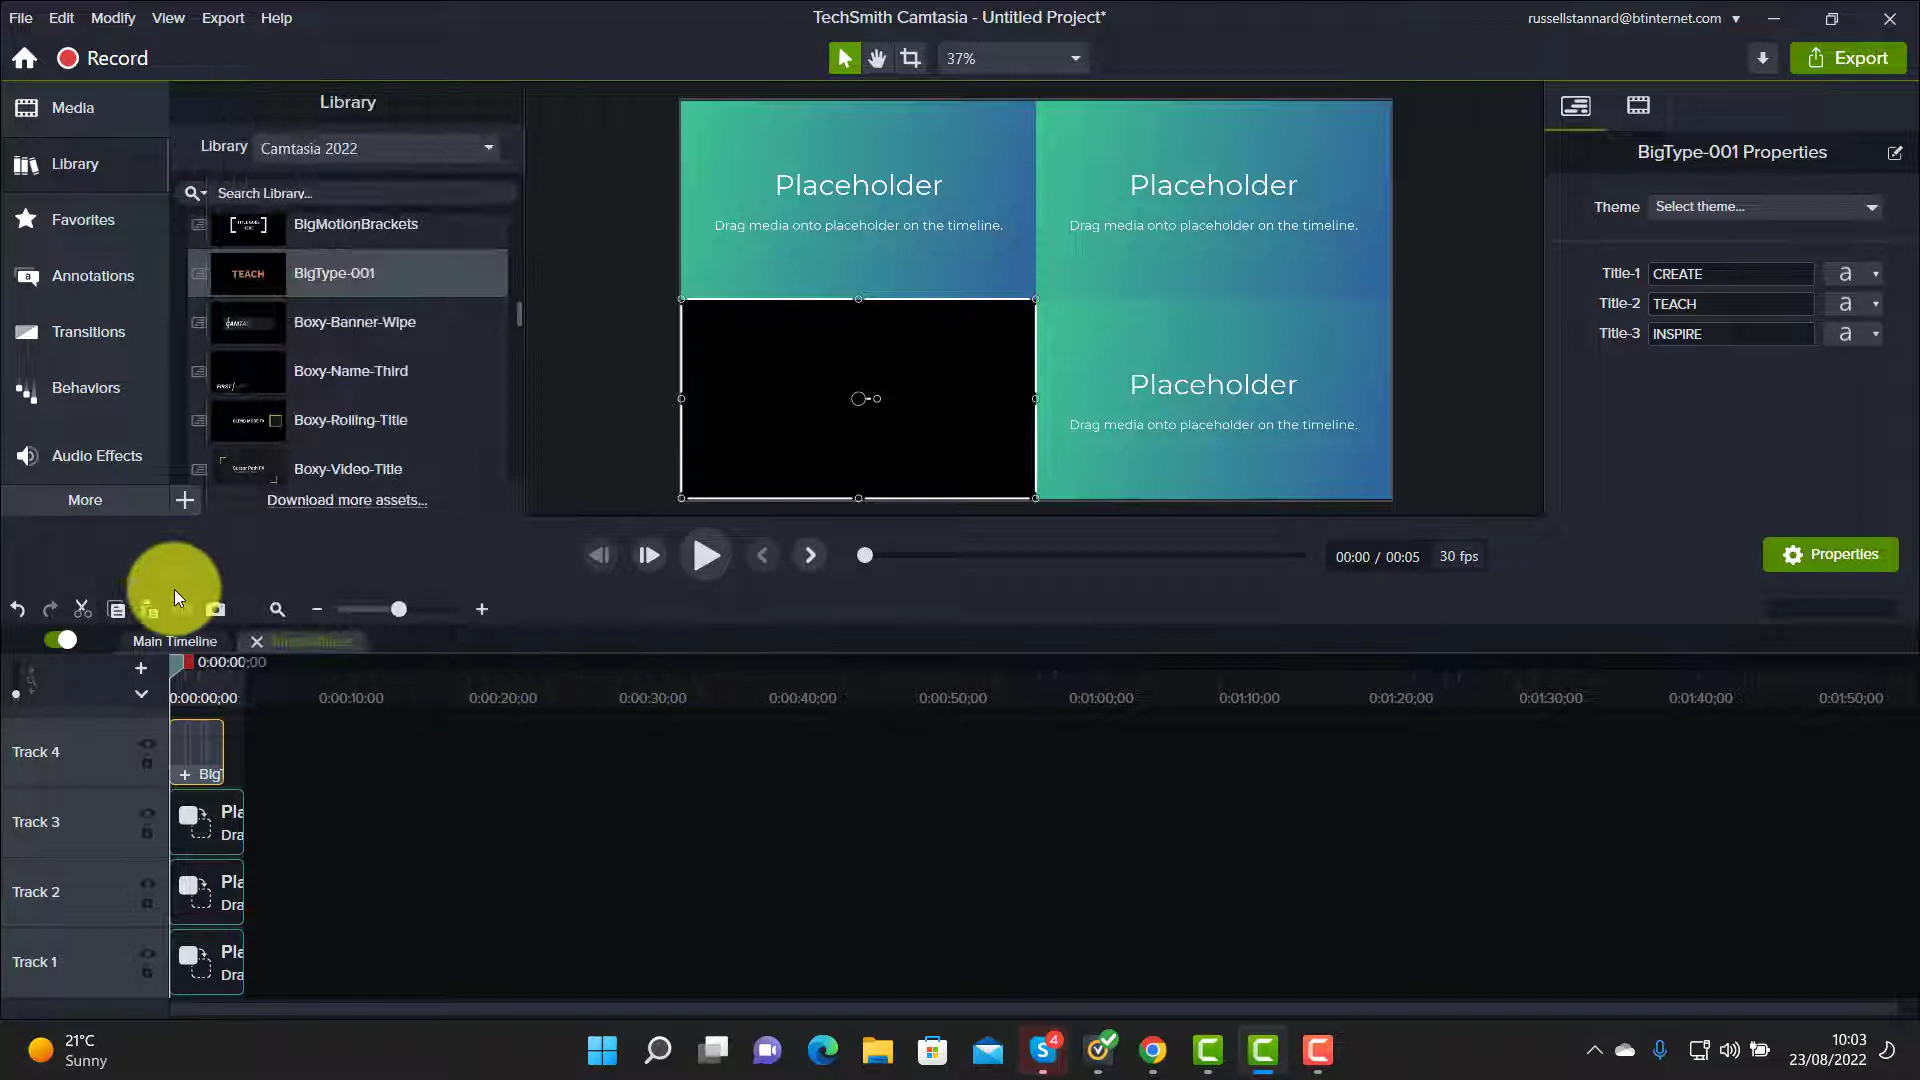 File Edit Modify View Export Help
TechSmith Camtasia - Untitled Project*
russellstannard@btinternet.com
Record
37%
Export
Media
Library
Favorites
Annotations
Transitions
Behaviors
Audio Effects
More
Library
Library Camtasia 2022
Search Library...
BigMotionBrackets
TEACH BigType-001
Boxy-Banner-Wipe
Boxy-Name-Third
Boxy-Rolling-Title
Boxy-Video-Title
Download more assets...
Placeholder
Drag media onto placeholder on the timeline.
Placeholder
Drag media onto placeholder on the timeline.
Placeholder
Drag media onto placeholder on the timeline.
BigType-001 Properties
Theme Select theme...
Title-1 CREATE a
Title-2 TEACH a
Title-3 INSPIRE a
00:00 / 00:05 30 fps
Properties
Main Timeline
0:00:00;00
0:00:00;00 0:00:10;00 0:00:20;00 0:00:30;00 0:00:40;00 0:00:50;00 0:01:00;00 0:01:10;00 0:01:20;00 0:01:30;00 0:01:40;00 0:01:50;00
Track 4
+ Big
Track 3
Pla
Dra
Track 2
Pla
Dra
Track 1
Pla
Dra
21°C
Sunny
4
10:03
23/08/2022